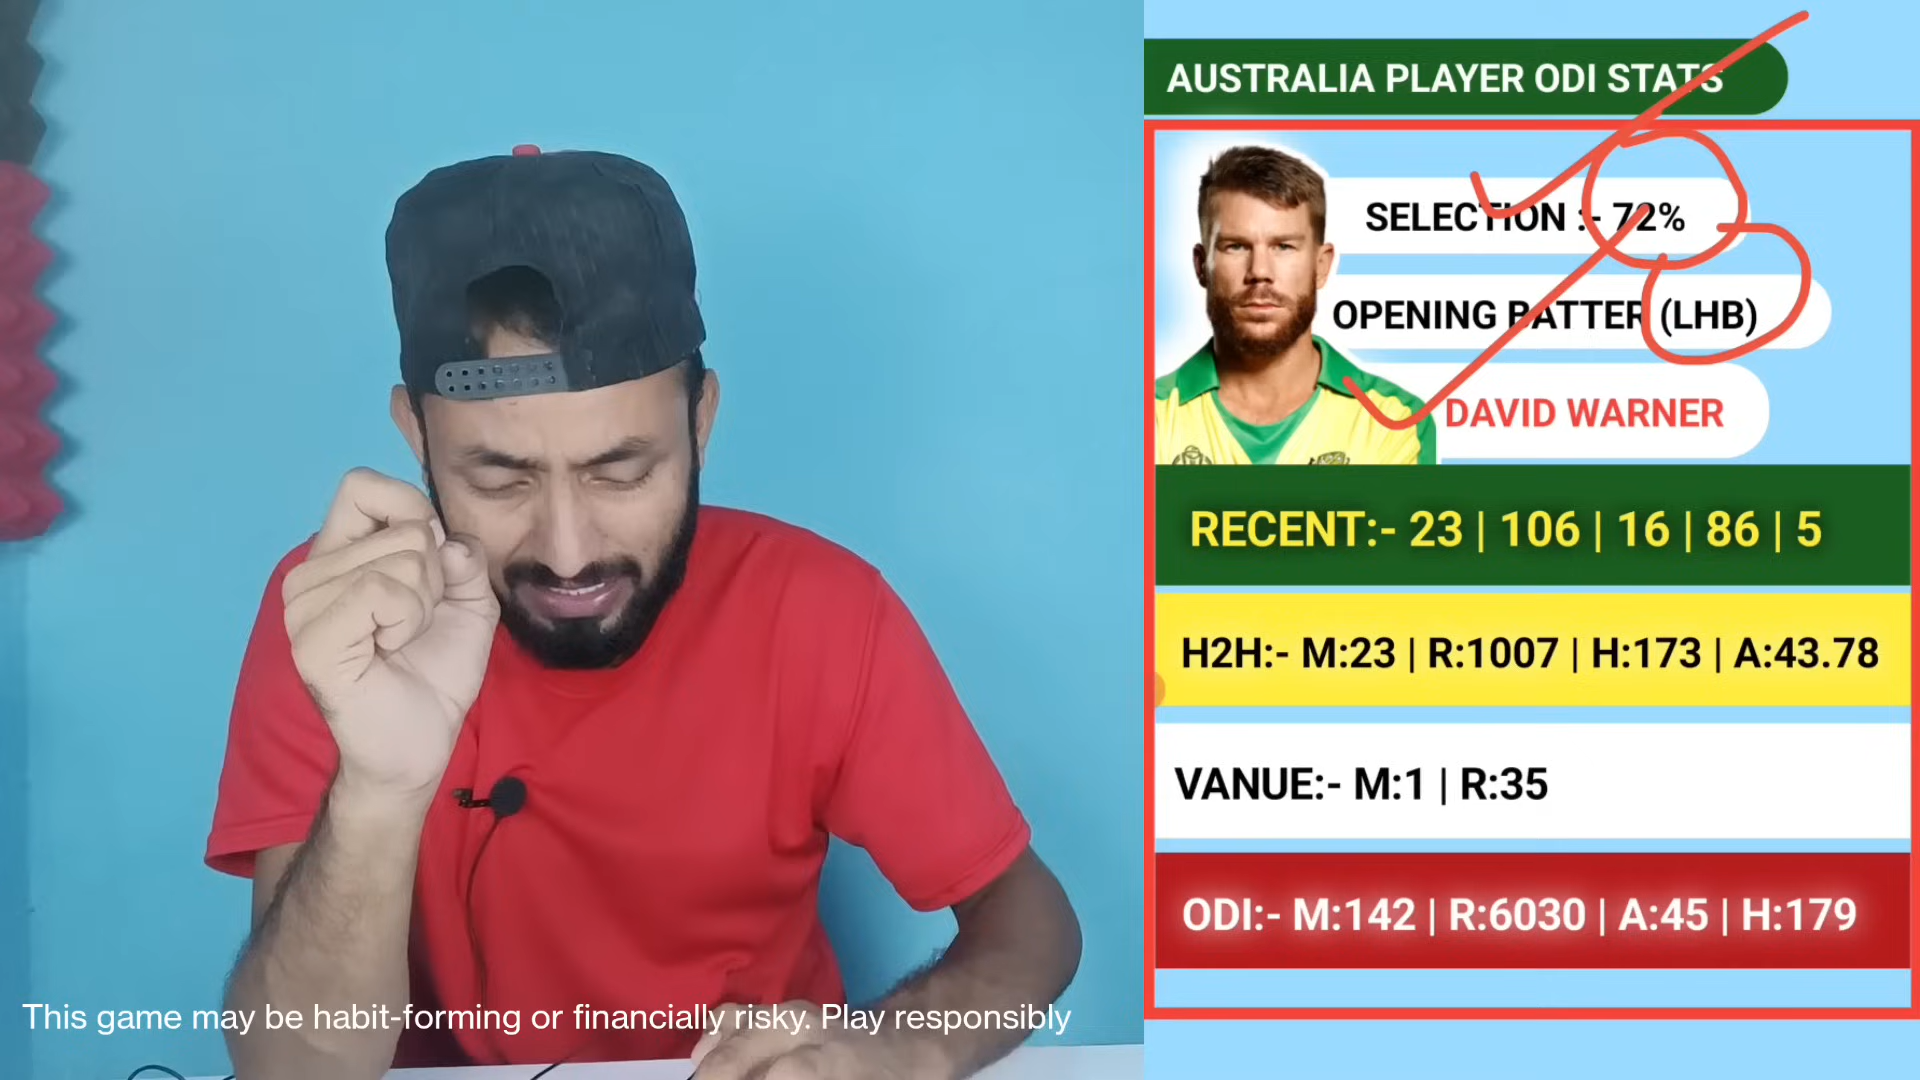 AUSTRALIA PLAYER ODI STATS
SELECTION :- 72%
OPENING BATTER (LHB)
DAVID WARNER
RECENT:- 23 | 106 | 16 | 86 | 5
H2H:- M:23 | R:1007 | H:173 | A:43.78
VANUE:- M:1 | R:35
ODI:- M:142 | R:6030 | A:45 | H:179
This game may be habit-forming or financially risky. Play responsibly